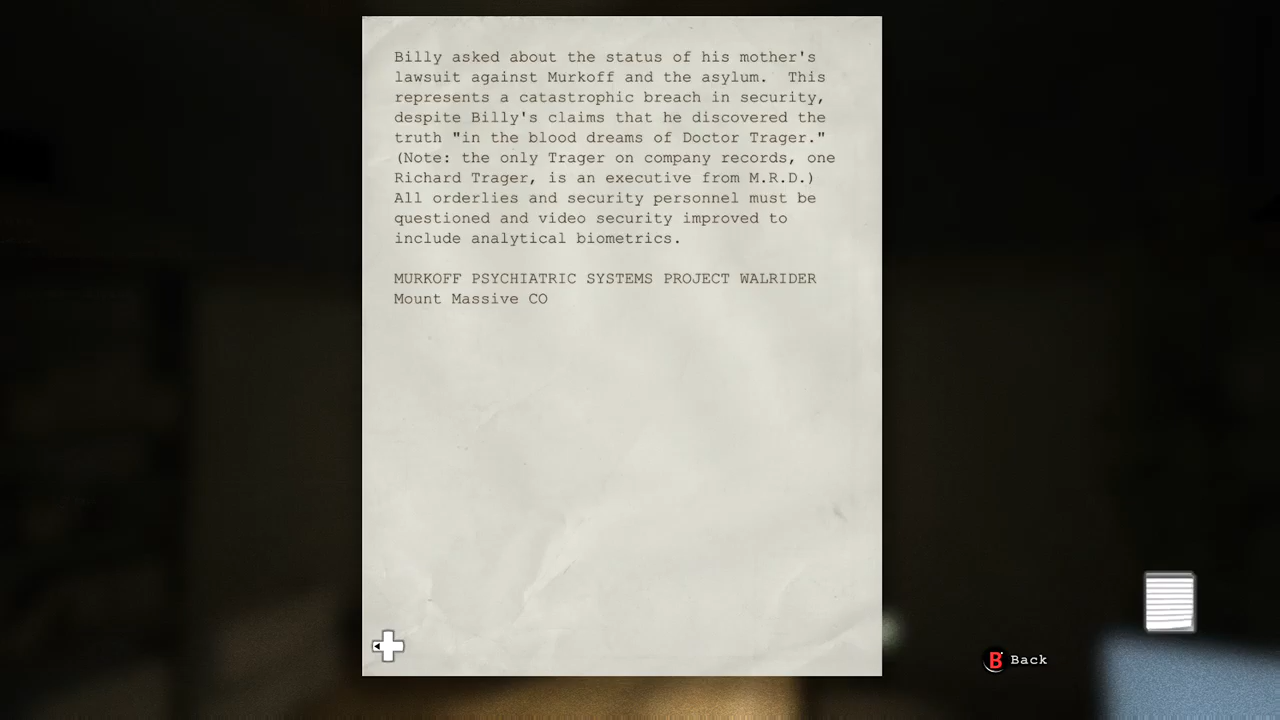 Billy asked about the status of his mother's
lawsuit against Murkoff and the asylum.  This
represents a catastrophic breach in security,
despite Billy's claims that he discovered the
truth "in the blood dreams of Doctor Trager."
(Note: the only Trager on company records, one
Richard Trager, is an executive from M.R.D.)
All orderlies and security personnel must be
questioned and video security improved to
include analytical biometrics.

MURKOFF PSYCHIATRIC SYSTEMS PROJECT WALRIDER
Mount Massive CO
B Back